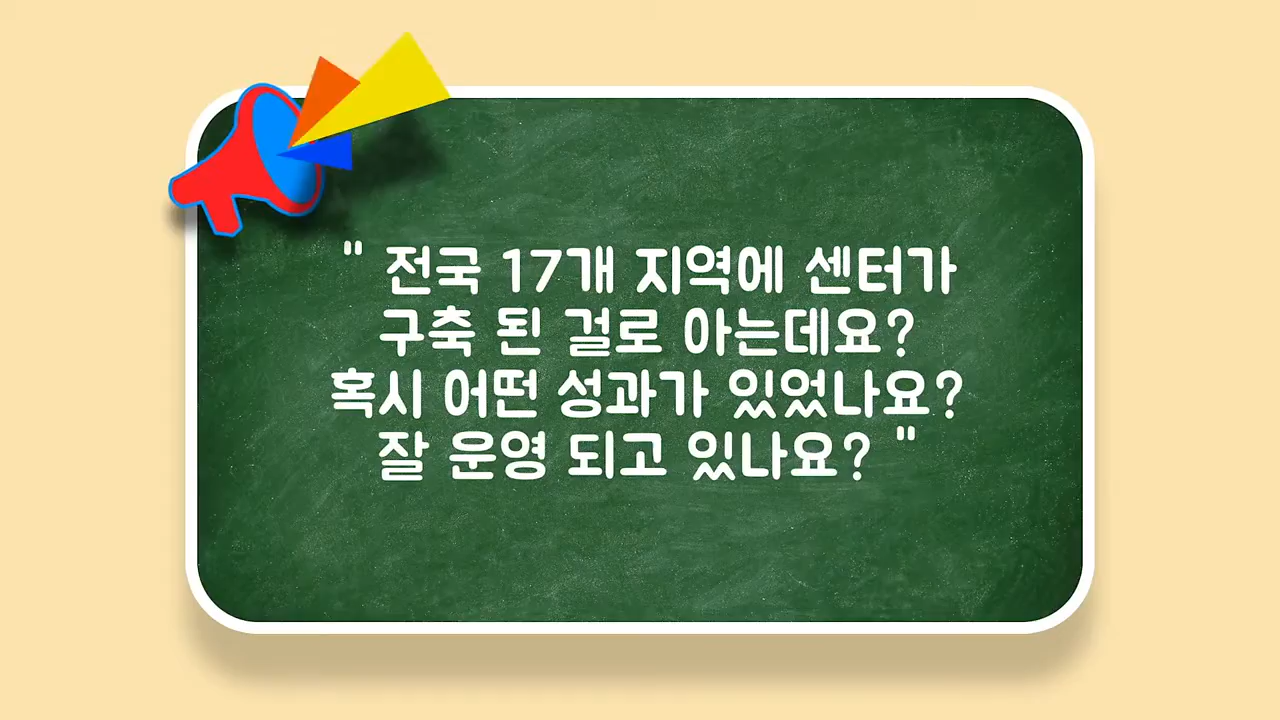 " 전국 17개 지역에 센터가
구축 된 걸로 아는데요?
혹시 어떤 성과가 있었나요?
잘 운영 되고 있나요? "